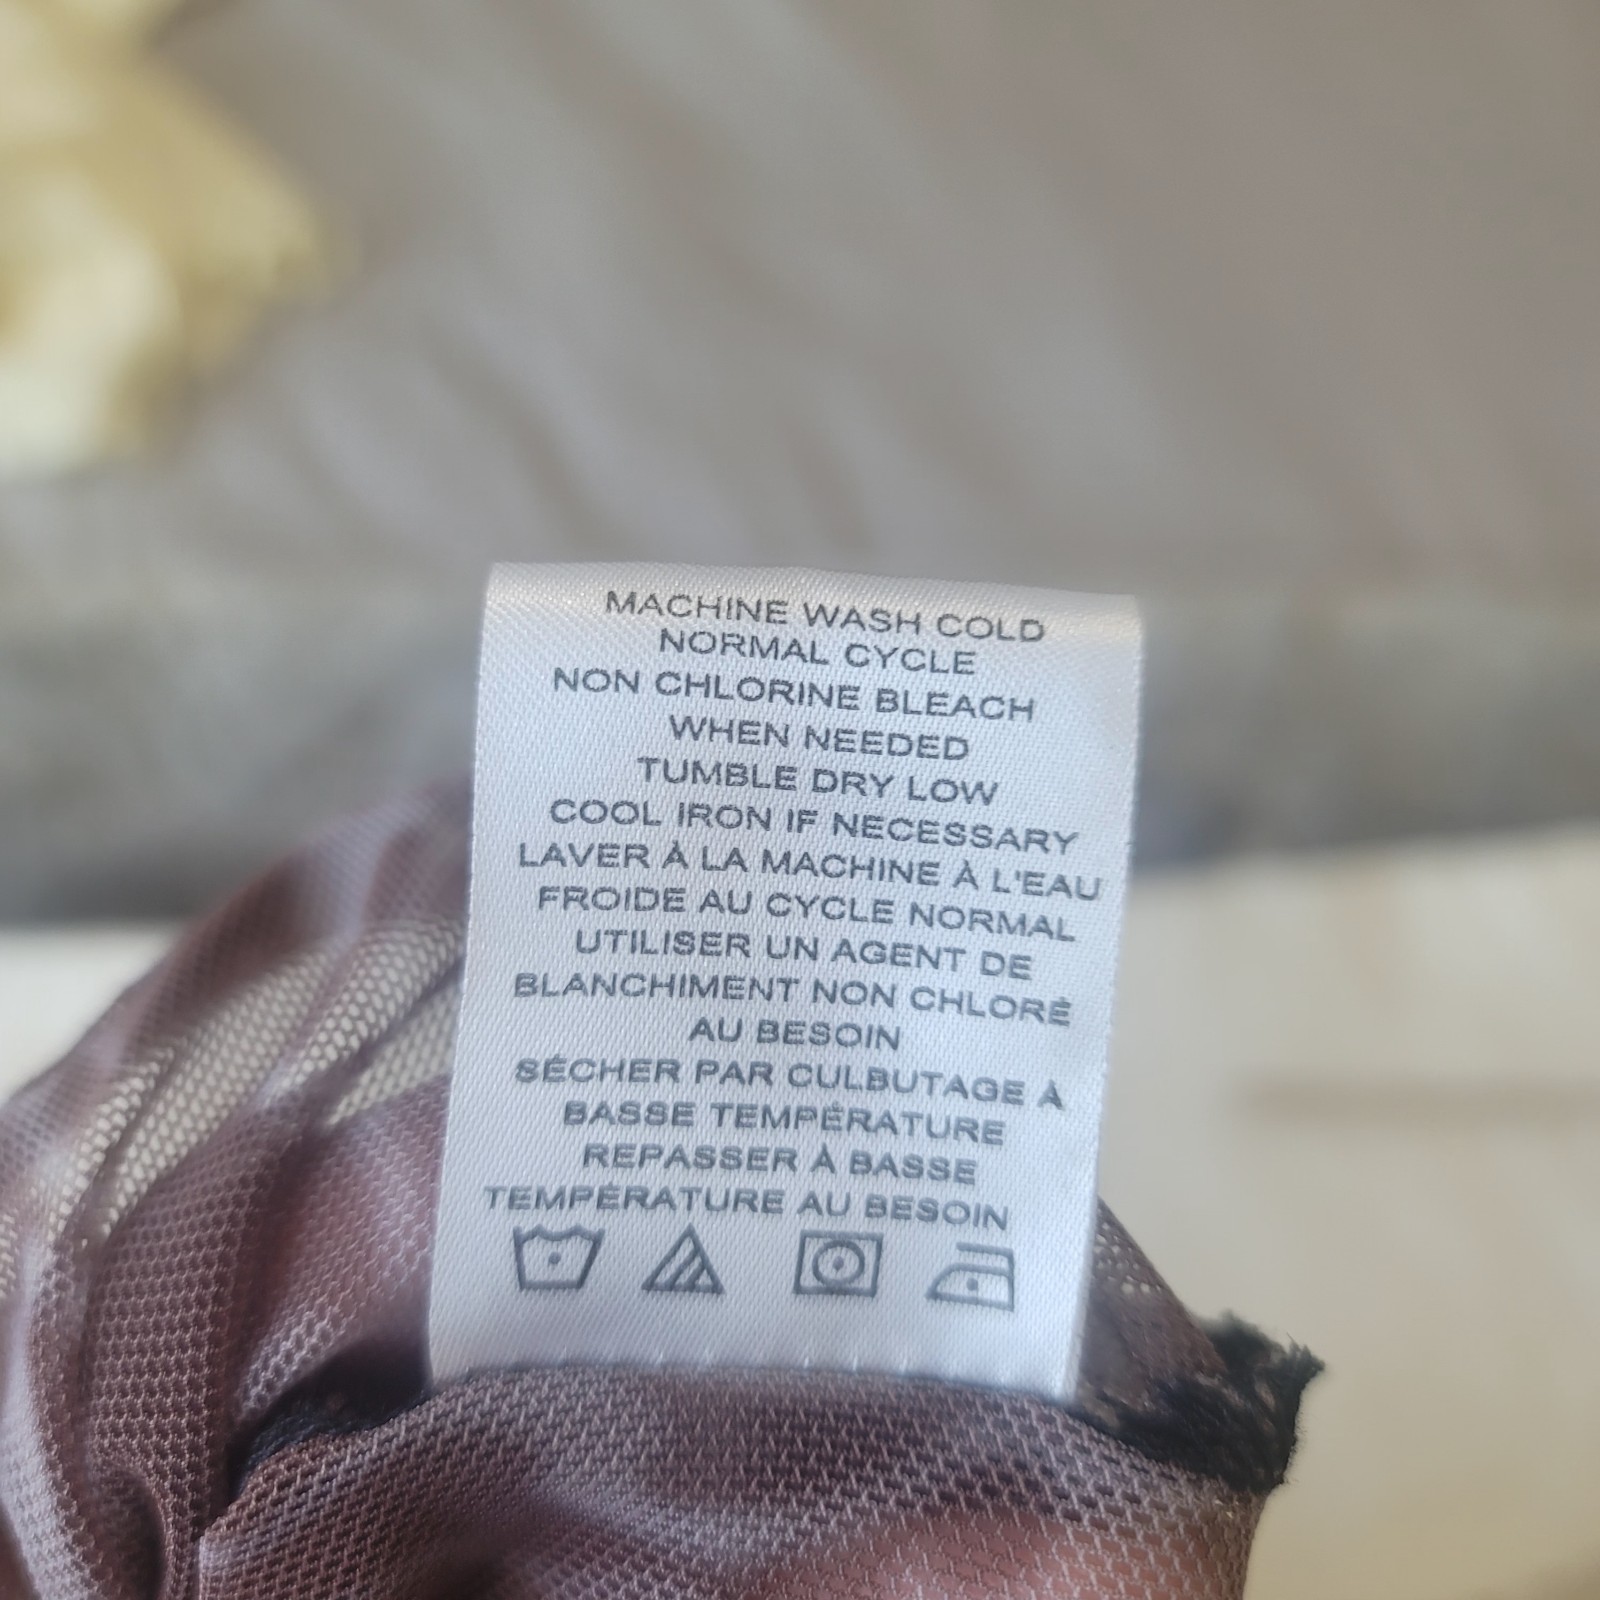 MACHINE WASH COLD
NORMAL CYCLE
NON CHLORINE BLEACH
WHEN NEEDED
TUMBLE DRY LOW
COOL IRON IF NECESSARY
LAVER À LA MACHINE À L'EAU
FROIDE AU CYCLE NORMAL
UTILISER UN AGENT DE
BLANCHIMENT NON CHLORÉ
AU BESOIN
SÉCHER PAR CULBUTAGE À
BASSE TEMPÉRATURE
REPASSER À BASSE
TEMPÉRATURE AU BESOIN